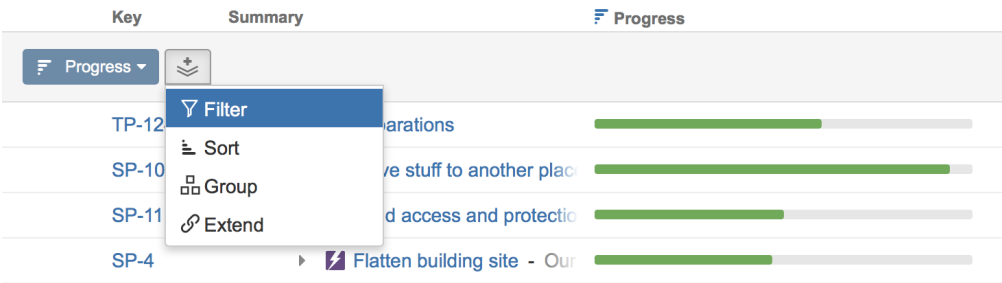 Key Summary Progress
Progress
Filter
TP-12 parations
Sort
SP-10 ve stuff to another place
Group
SP-11 d access and protectio
Extend
SP-4 Flatten building site - Our